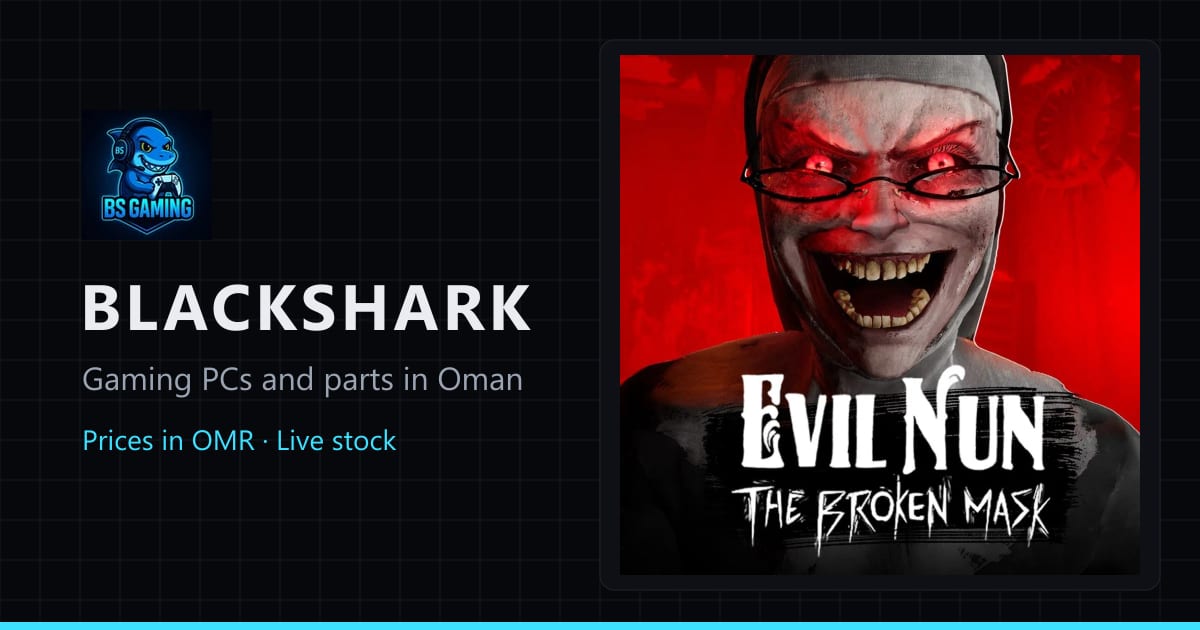 BS
BS GAMING
BLACKSHARK
Gaming PCs and parts in Oman
Prices in OMR · Live stock
EVIL NUN
THE BROKEN MASK